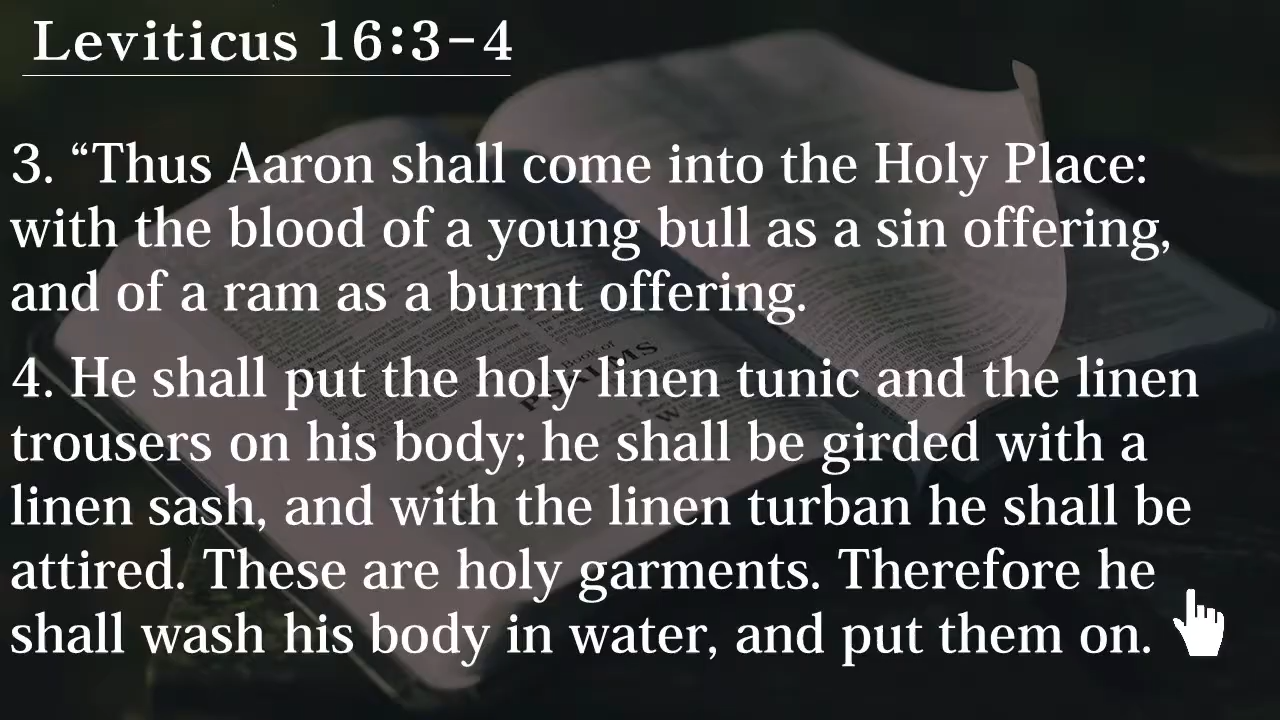 Leviticus 16:3-4
3. “Thus Aaron shall come into the Holy Place:
with the blood of a young bull as a sin offering,
and of a ram as a burnt offering.
4. He shall put the holy linen tunic and the linen
trousers on his body; he shall be girded with a
linen sash, and with the linen turban he shall be
attired. These are holy garments. Therefore he
shall wash his body in water, and put them on.
Book of
PSALMS